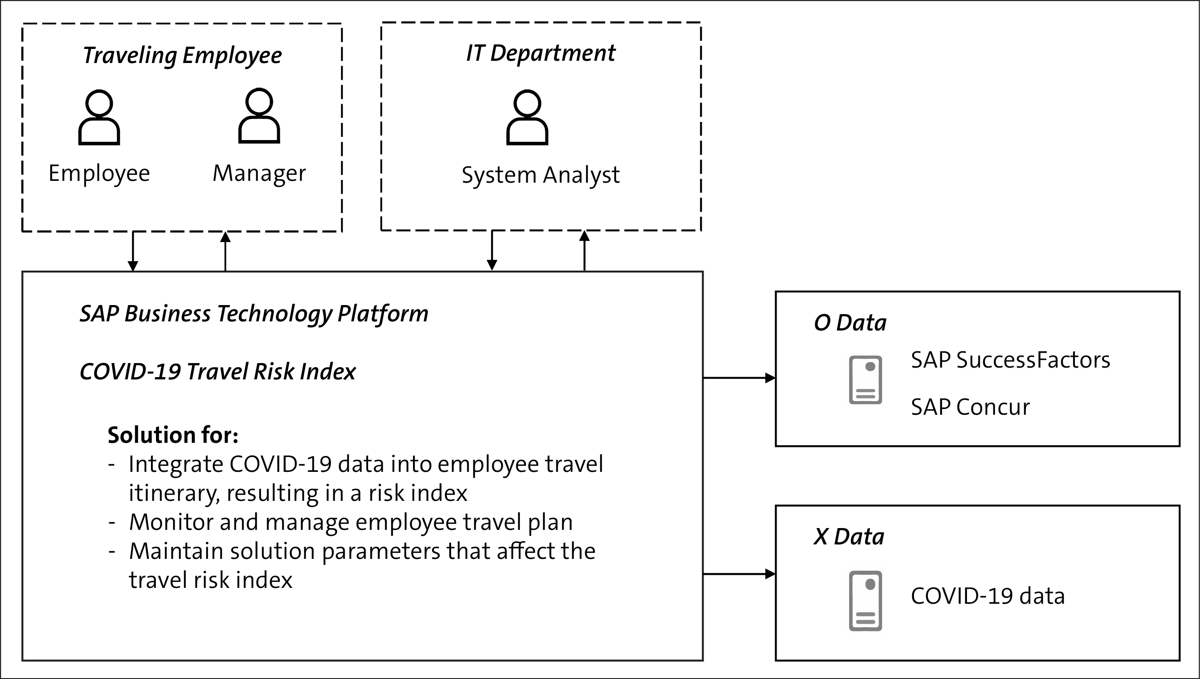 Traveling Employee
Employee
Manager
IT Department
System Analyst
SAP Business Technology Platform
COVID-19 Travel Risk Index
Solution for:
- Integrate COVID-19 data into employee travel
itinerary, resulting in a risk index
- Monitor and manage employee travel plan
- Maintain solution parameters that affect the
travel risk index
O Data
SAP SuccessFactors
SAP Concur
X Data
COVID-19 data